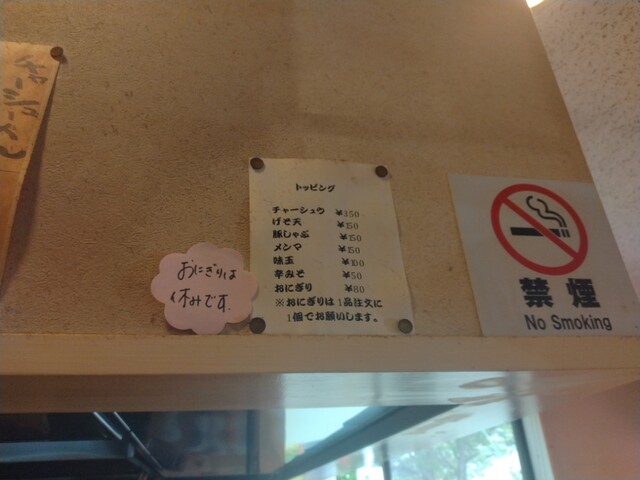 トッピング
チャーシュウ ¥350
げそ天 ¥150
豚しゃぶ ¥150
メンマ ¥150
味玉 ¥100
辛みそ ¥50
おにぎり ¥80
※おにぎりは1品注文に
1個でお願いします。
おにぎりは
休みです.
禁煙
No Smoking